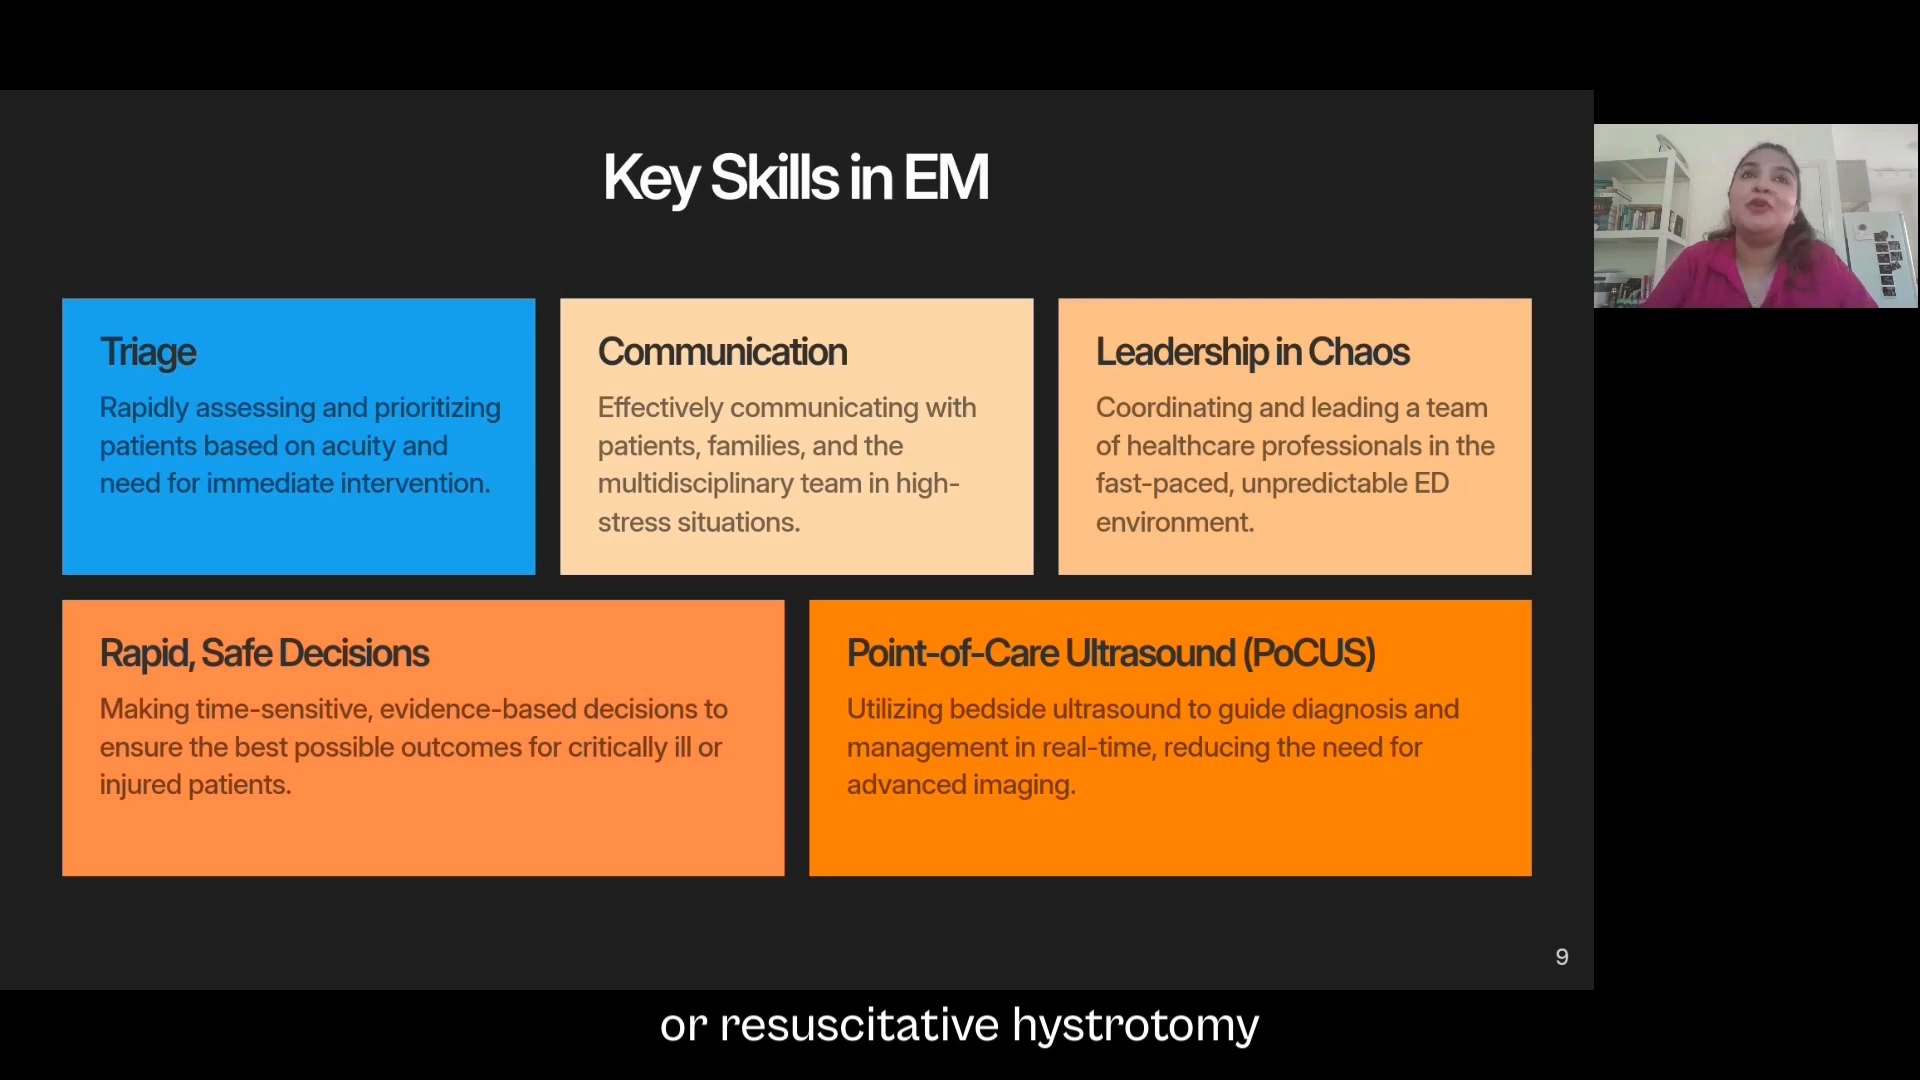 Key Skills in EM
Triage
Rapidly assessing and prioritizing
patients based on acuity and
need for immediate intervention.
Communication
Effectively communicating with
patients, families, and the
multidisciplinary team in high-
stress situations.
Leadership in Chaos
Coordinating and leading a team
of healthcare professionals in the
fast-paced, unpredictable ED
environment.
Rapid, Safe Decisions
Making time-sensitive, evidence-based decisions to
ensure the best possible outcomes for critically ill or
injured patients.
Point-of-Care Ultrasound (PoCUS)
Utilizing bedside ultrasound to guide diagnosis and
management in real-time, reducing the need for
advanced imaging.
9
or resuscitative hystrotomy